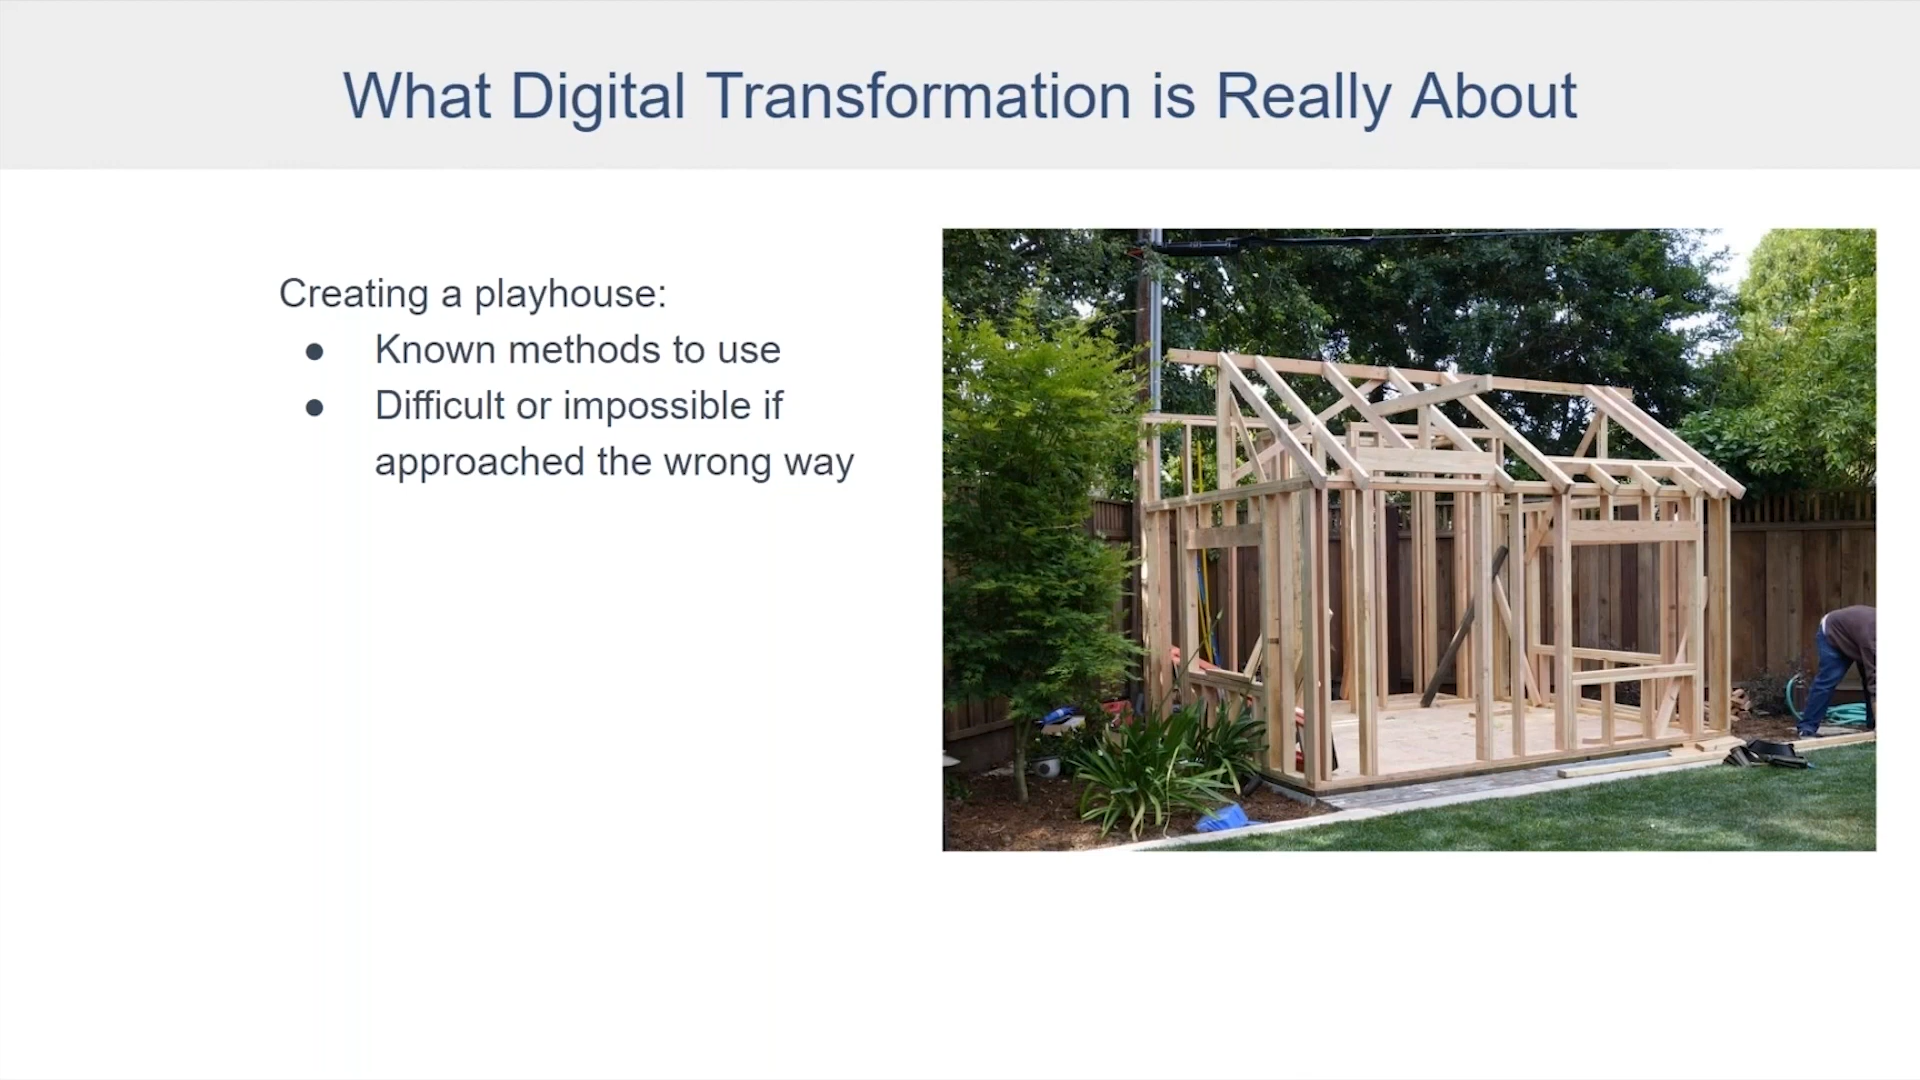 What Digital Transformation is Really About
Creating a playhouse:
● Known methods to use
● Difficult or impossible if
approached the wrong way